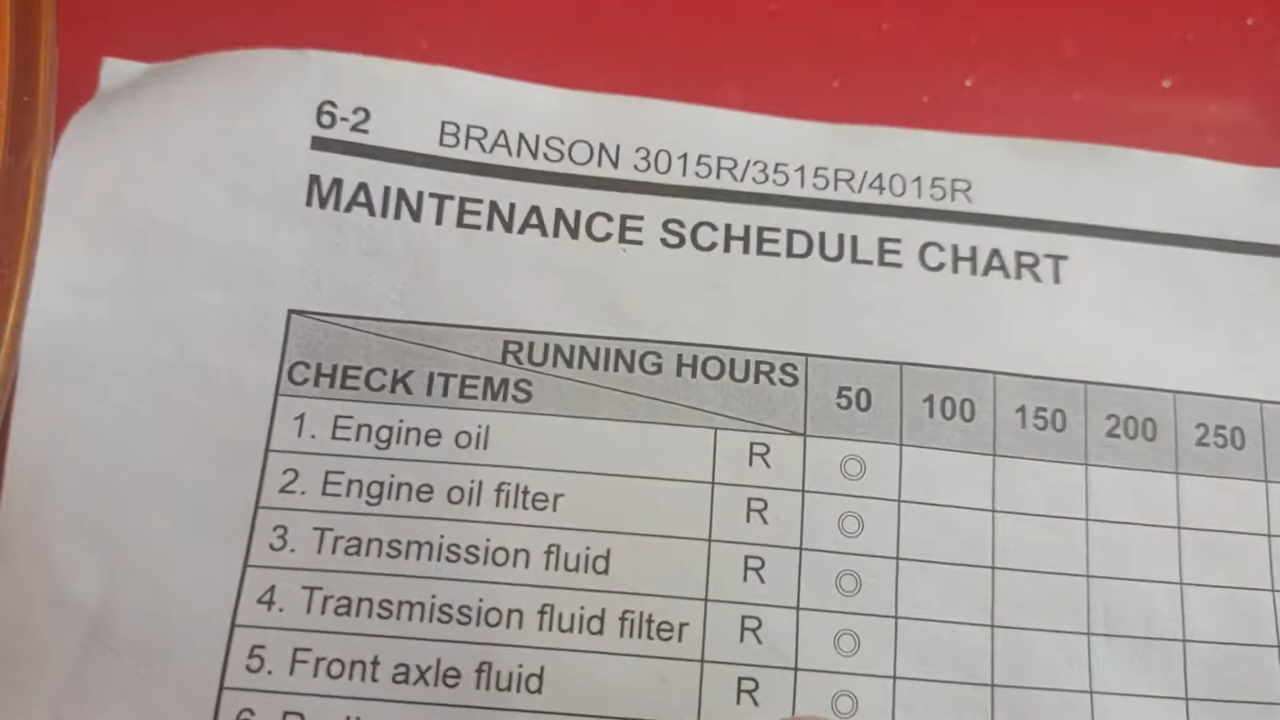 6-2 BRANSON 3015R/3515R/4015R
MAINTENANCE SCHEDULE CHART
RUNNING HOURS
CHECK ITEMS
50 100 150 200 250
1. Engine oil R ◎
2. Engine oil filter R ◎
3. Transmission fluid R ◎
4. Transmission fluid filter R ◎
5. Front axle fluid R ◎